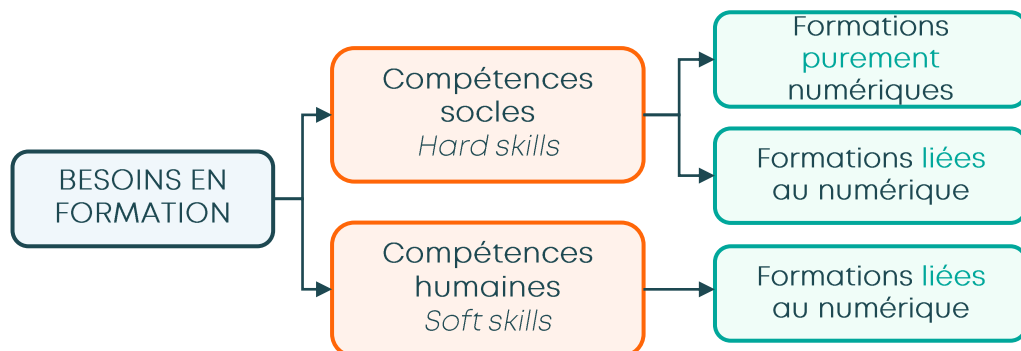 BESOINS EN
FORMATION
Compétences
socles
Hard skills
Compétences
humaines
Soft skills
Formations
purement
numériques
Formations liées
au numérique
Formations liées
au numérique